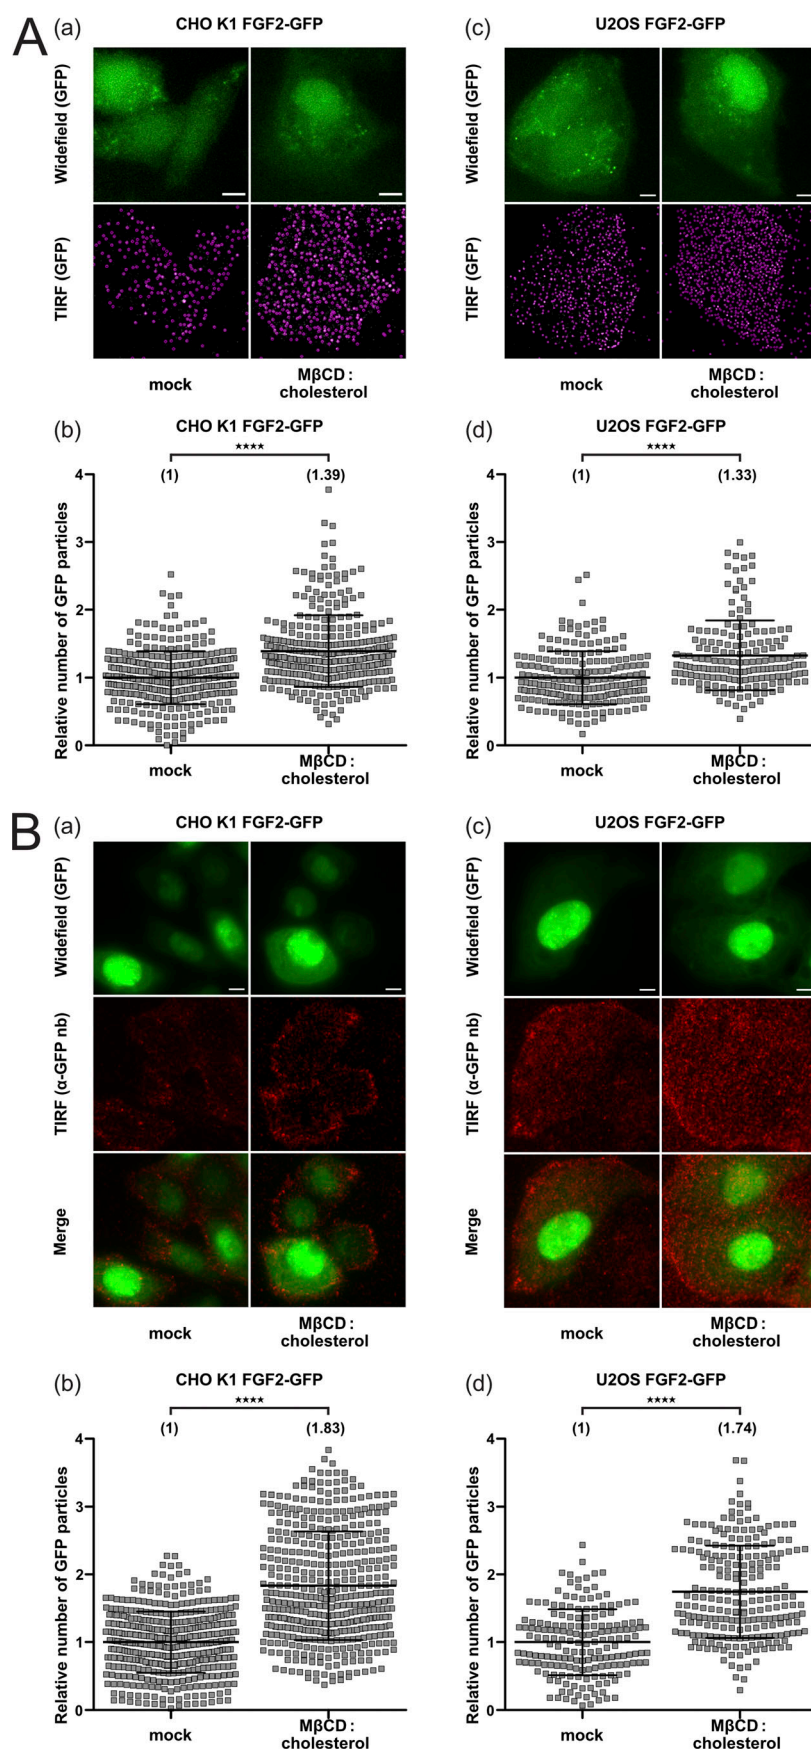 A
(a)
CHO K1 FGF2-GFP
(c)
U2OS FGF2-GFP
Widefield (GFP)
Widefield (GFP)
TIRF (GFP)
TIRF (GFP)
mock
MβCD :
cholesterol
mock
MβCD :
cholesterol
(b)
CHO K1 FGF2-GFP
★★★★
(1)
(1.39)
Relative number of GFP particles
4
3
2
1
0
mock
MβCD :
cholesterol
(d)
U2OS FGF2-GFP
★★★★
(1)
(1.33)
Relative number of GFP particles
4
3
2
1
0
mock
MβCD :
cholesterol
B
(a)
CHO K1 FGF2-GFP
(c)
U2OS FGF2-GFP
Widefield (GFP)
Widefield (GFP)
TIRF (α-GFP nb)
TIRF (α-GFP nb)
Merge
Merge
mock
MβCD :
cholesterol
mock
MβCD :
cholesterol
(b)
CHO K1 FGF2-GFP
★★★★
(1)
(1.83)
Relative number of GFP particles
4
3
2
1
0
mock
MβCD :
cholesterol
(d)
U2OS FGF2-GFP
★★★★
(1)
(1.74)
Relative number of GFP particles
4
3
2
1
0
mock
MβCD :
cholesterol